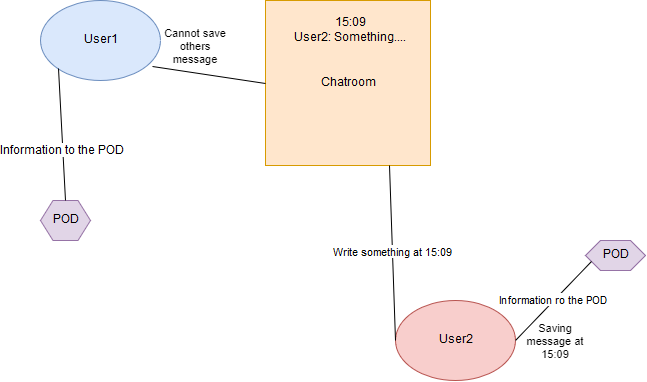 User1
Cannot save
others
message
15:09
User2: Something....
Chatroom
Information to the POD
POD
Write something at 15:09
POD
Information ro the POD
User2
Saving
message at
15:09